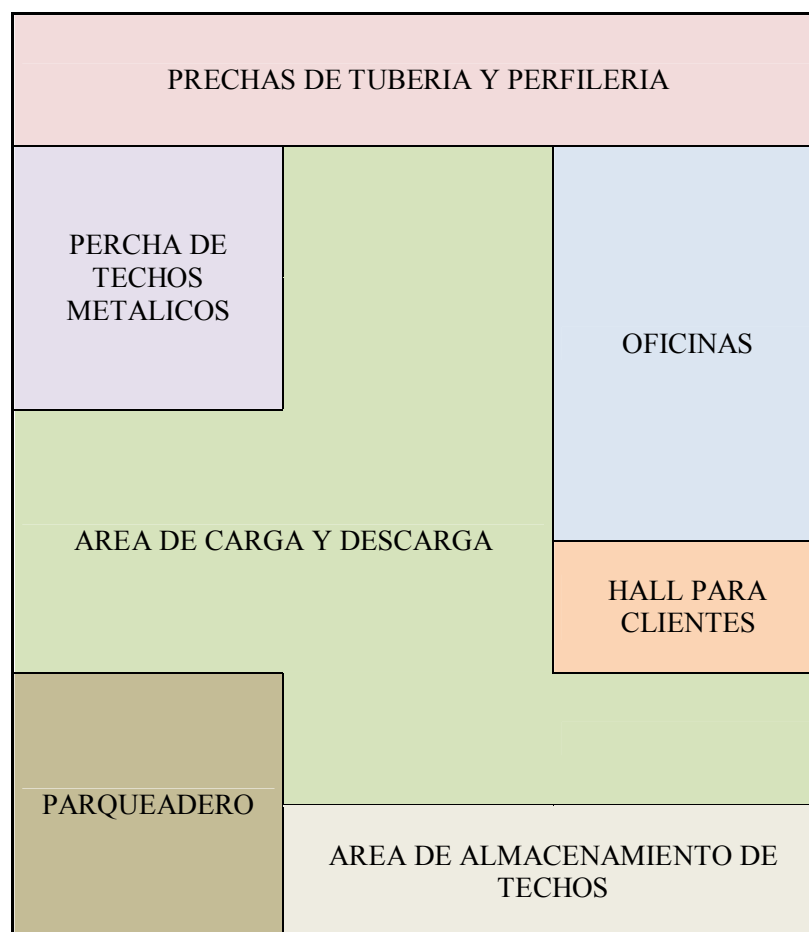 PRECHAS DE TUBERIA Y PERFILERIA
PERCHA DE
TECHOS
METALICOS
OFICINAS
AREA DE CARGA Y DESCARGA
HALL PARA
CLIENTES
PARQUEADERO
AREA DE ALMACENAMIENTO DE
TECHOS